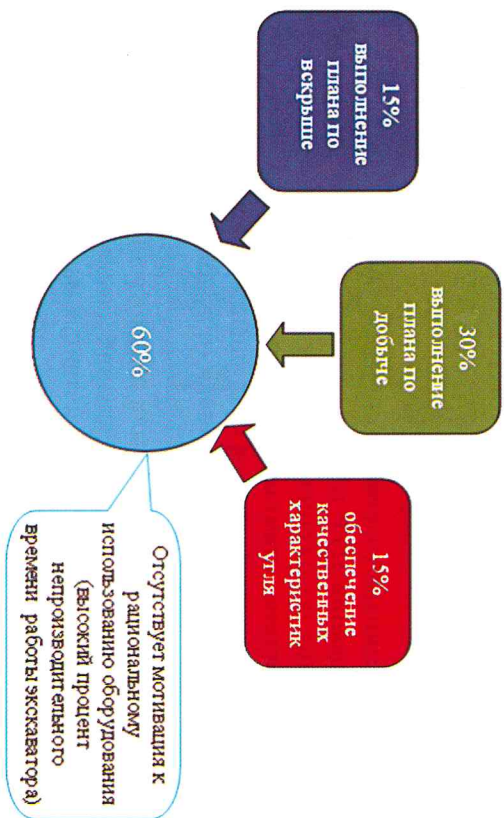 15%
выполнение
плана по
вскрыше
30%
выполнение
плана по
добыче
15%
обеспечение
качественных
характеристик
угля
60%
Отсутствует мотивация к
рациональному
использованию оборудования
(высокий процент
непроизводительного
времени работы экскаватора)